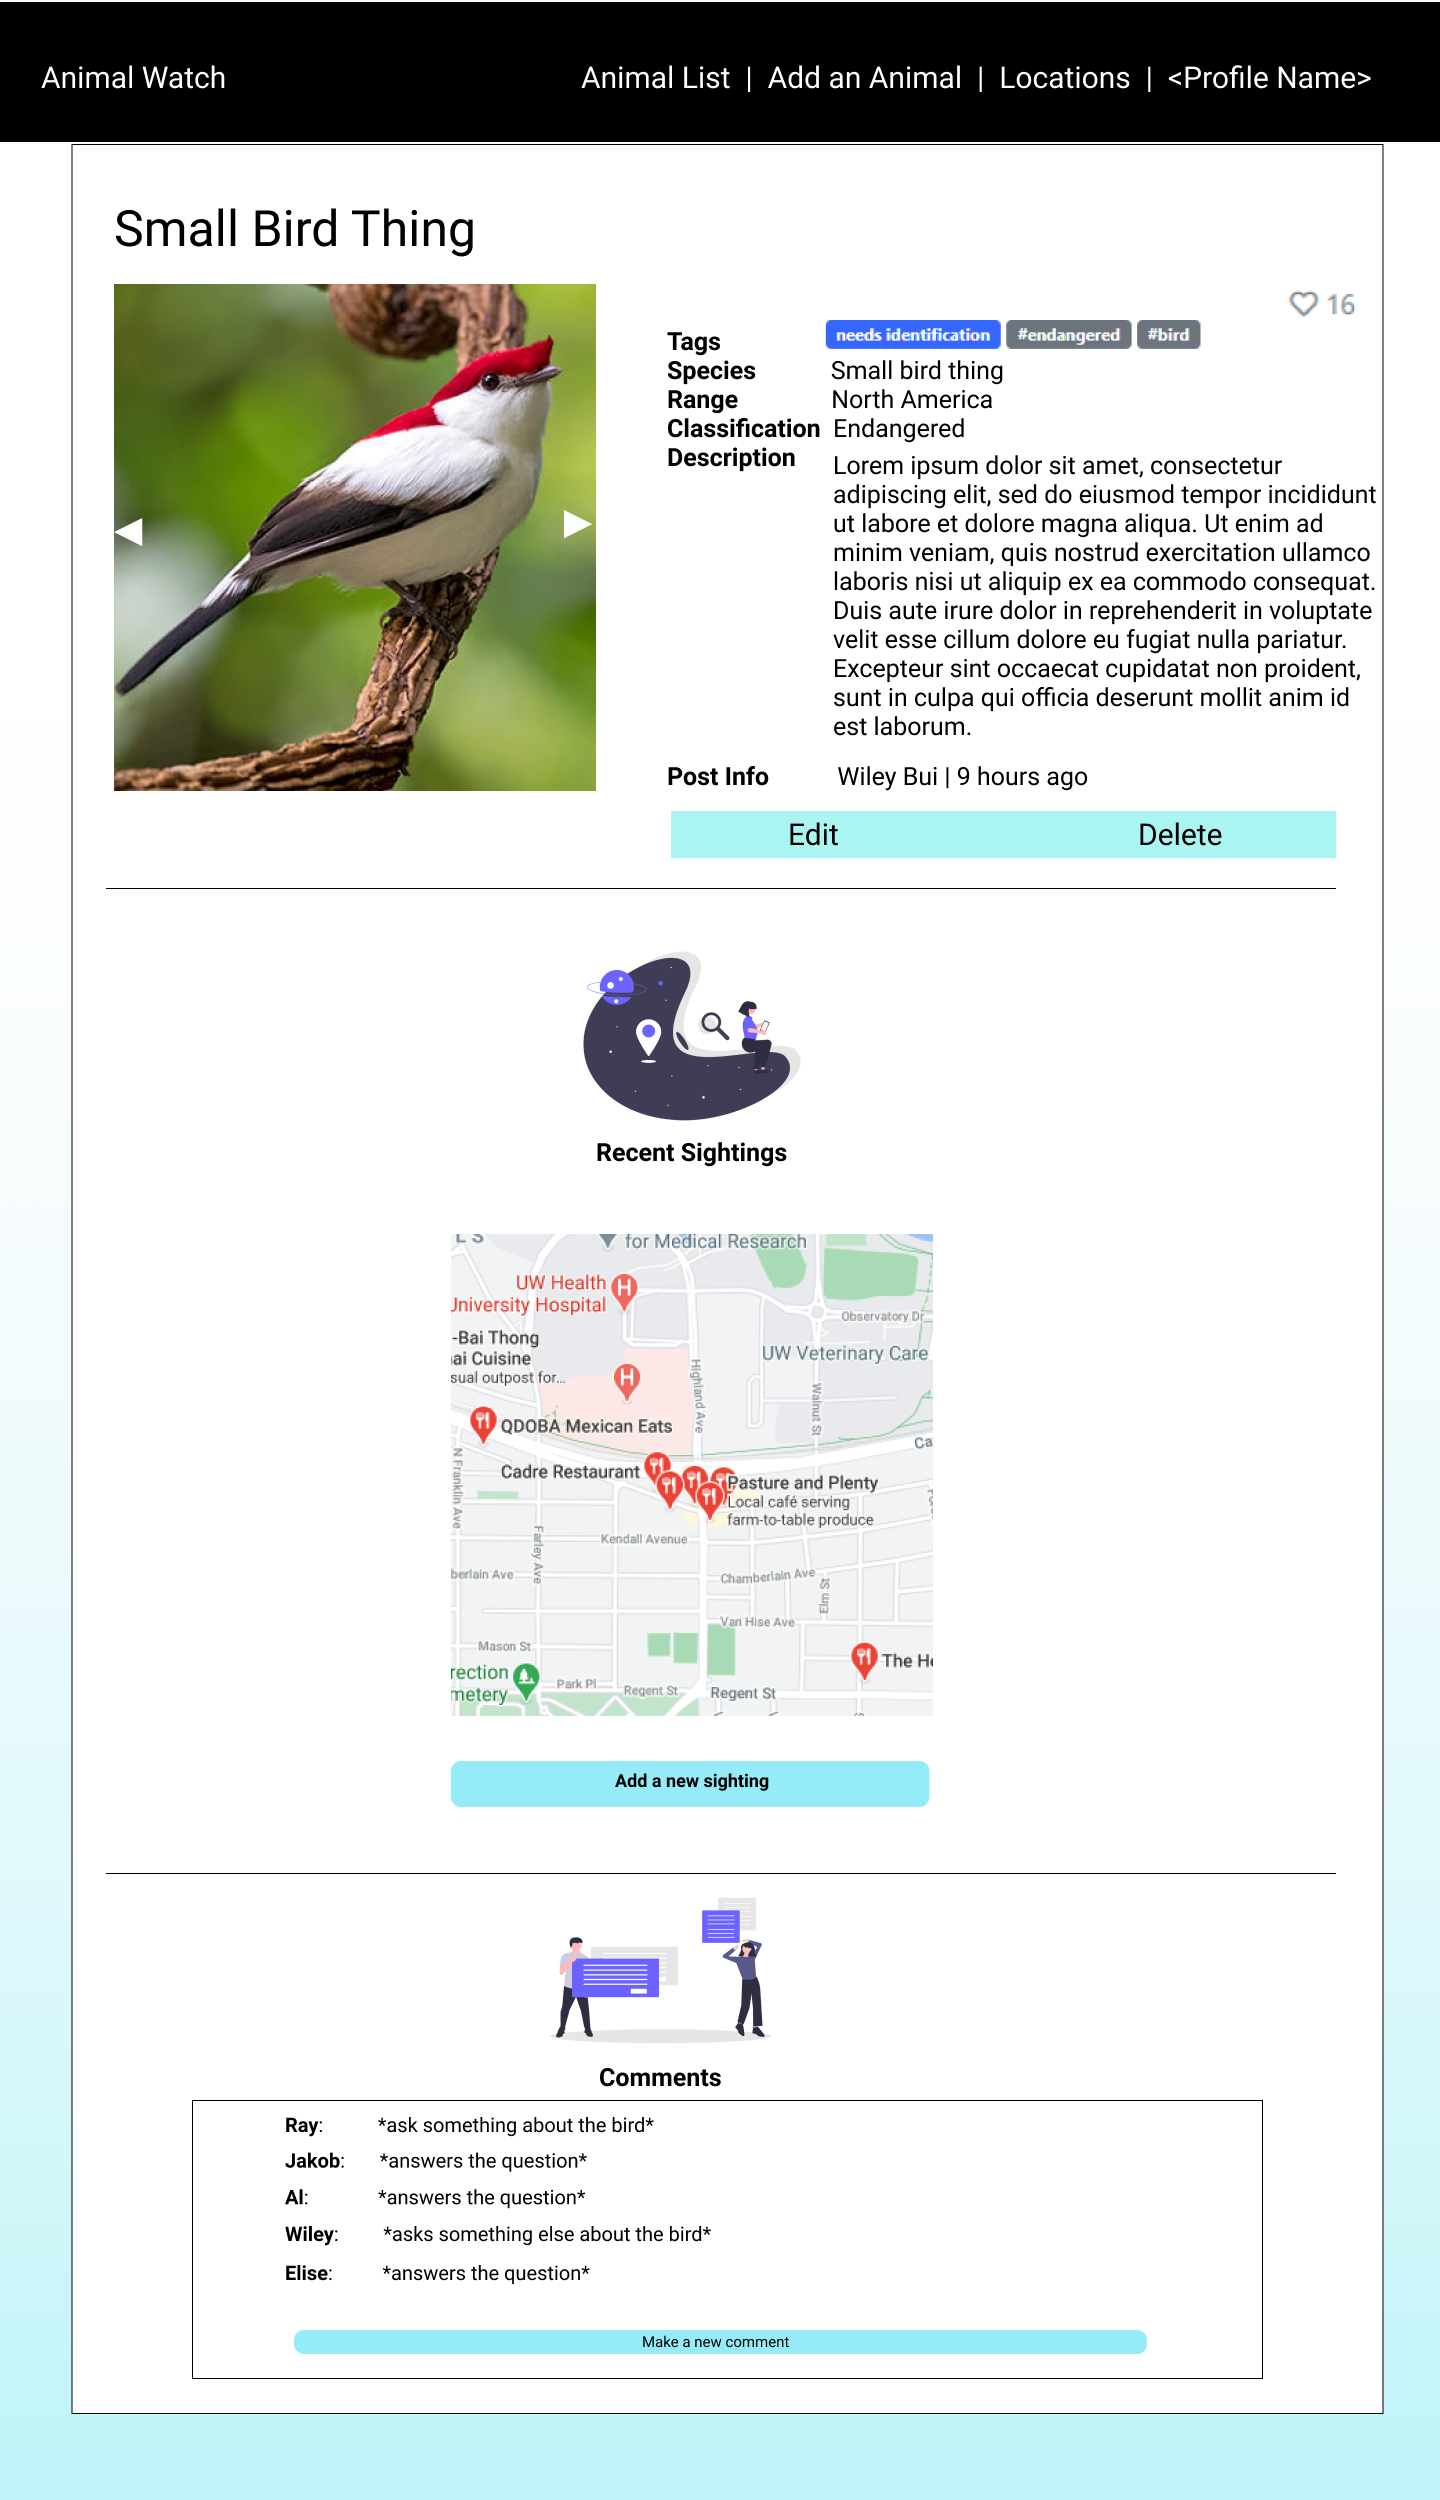 Animal Watch
Animal List | Add an Animal | Locations | <Profile Name>
Small Bird Thing
16
Tags needs identification #endangered #bird
Species Small bird thing
Range North America
Classification Endangered
Description Lorem ipsum dolor sit amet, consectetur
adipiscing elit, sed do eiusmod tempor incididunt
ut labore et dolore magna aliqua. Ut enim ad
minim veniam, quis nostrud exercitation ullamco
laboris nisi ut aliquip ex ea commodo consequat.
Duis aute irure dolor in reprehenderit in voluptate
velit esse cillum dolore eu fugiat nulla pariatur.
Excepteur sint occaecat cupidatat non proident,
sunt in culpa qui officia deserunt mollit anim id
est laborum.
Post Info Wiley Bui | 9 hours ago
Edit Delete
Recent Sightings
L S
for Medical Research
UW Health
University Hospital
H
Observatory Dr
-Bai Thong
ai Cuisine
sual outpost for...
UW Veterinary Care
H
Highland Ave
Walnut St
QDOBA Mexican Eats
Ca
N Franklin Ave
Cadre Restaurant
Pasture and Plenty
Local café serving
farm-to-table produce
Farley Ave
Kendall Avenue
berlain Ave
Chamberlain Ave
Elm St
Van Hise Ave
Mason St
The He
rection
metery
Park Pl
Regent St
Regent St
Add a new sighting
Comments
Ray: *ask something about the bird*
Jakob: *answers the question*
Al: *answers the question*
Wiley: *asks something else about the bird*
Elise: *answers the question*
Make a new comment